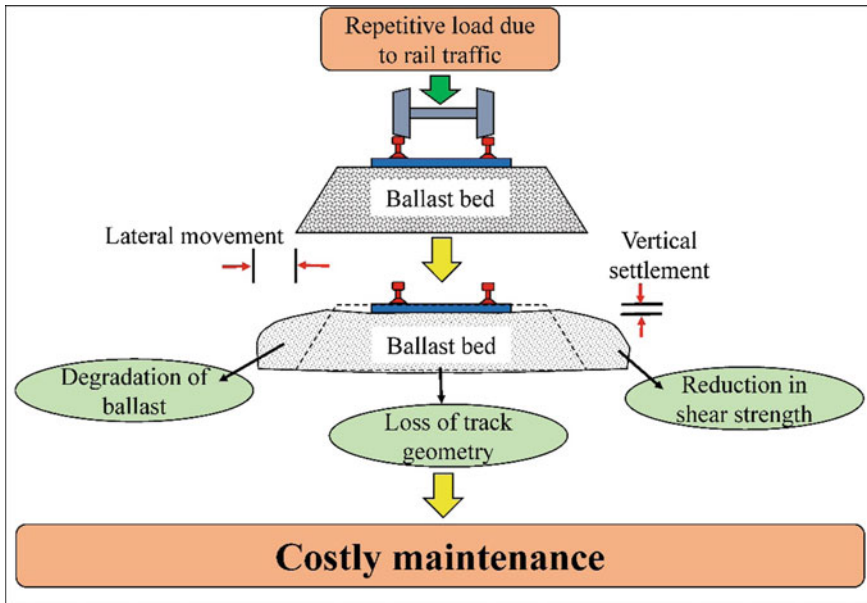 Repetitive load due
to rail traffic
Ballast bed
Lateral movement
Vertical
settlement
Ballast bed
Degradation of
ballast
Loss of track
geometry
Reduction in
shear strength
Costly maintenance